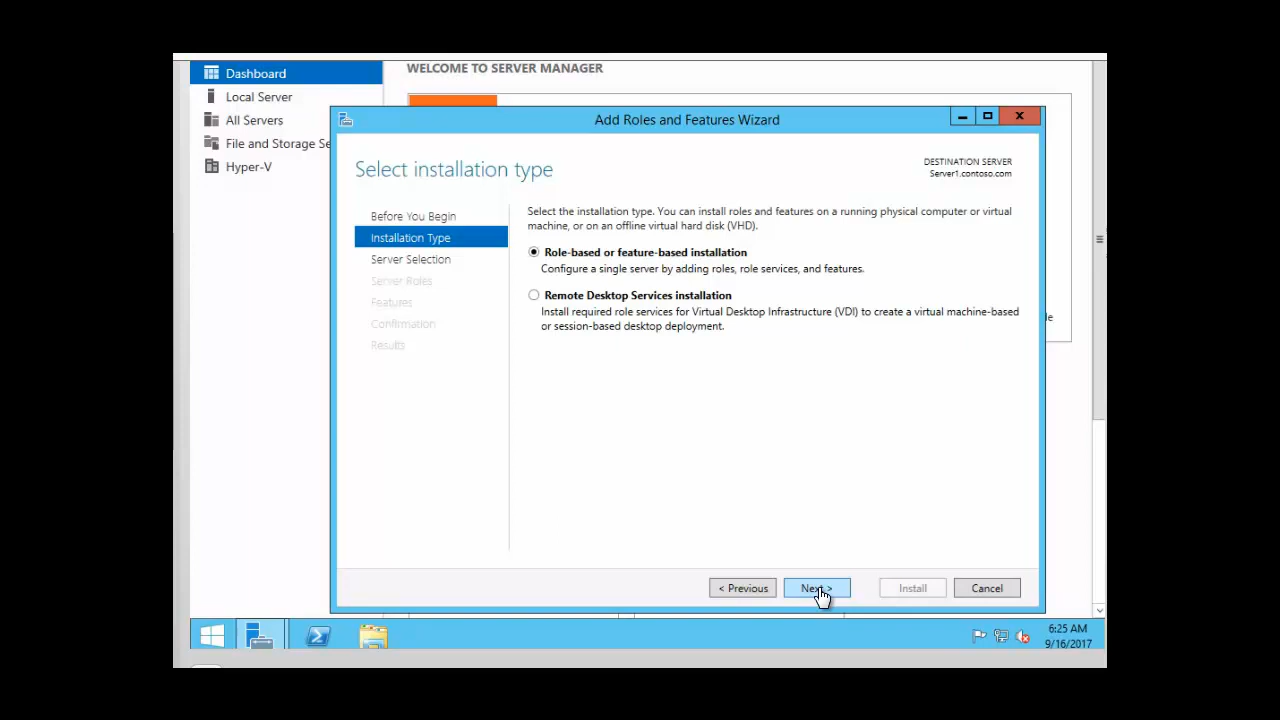 Dashboard
WELCOME TO SERVER MANAGER
Local Server
All Servers
File and Storage Se
Hyper-V
Add Roles and Features Wizard
Select installation type
DESTINATION SERVER
Server1.contoso.com
Before You Begin
Installation Type
Server Selection
Server Roles
Features
Confirmation
Results
Select the installation type. You can install roles and features on a running physical computer or virtual
machine, or on an offline virtual hard disk (VHD).
Role-based or feature-based installation
Configure a single server by adding roles, role services, and features.
Remote Desktop Services installation
Install required role services for Virtual Desktop Infrastructure (VDI) to create a virtual machine-based
or session-based desktop deployment.
de
< Previous
Next >
Install
Cancel
6:25 AM
9/16/2017